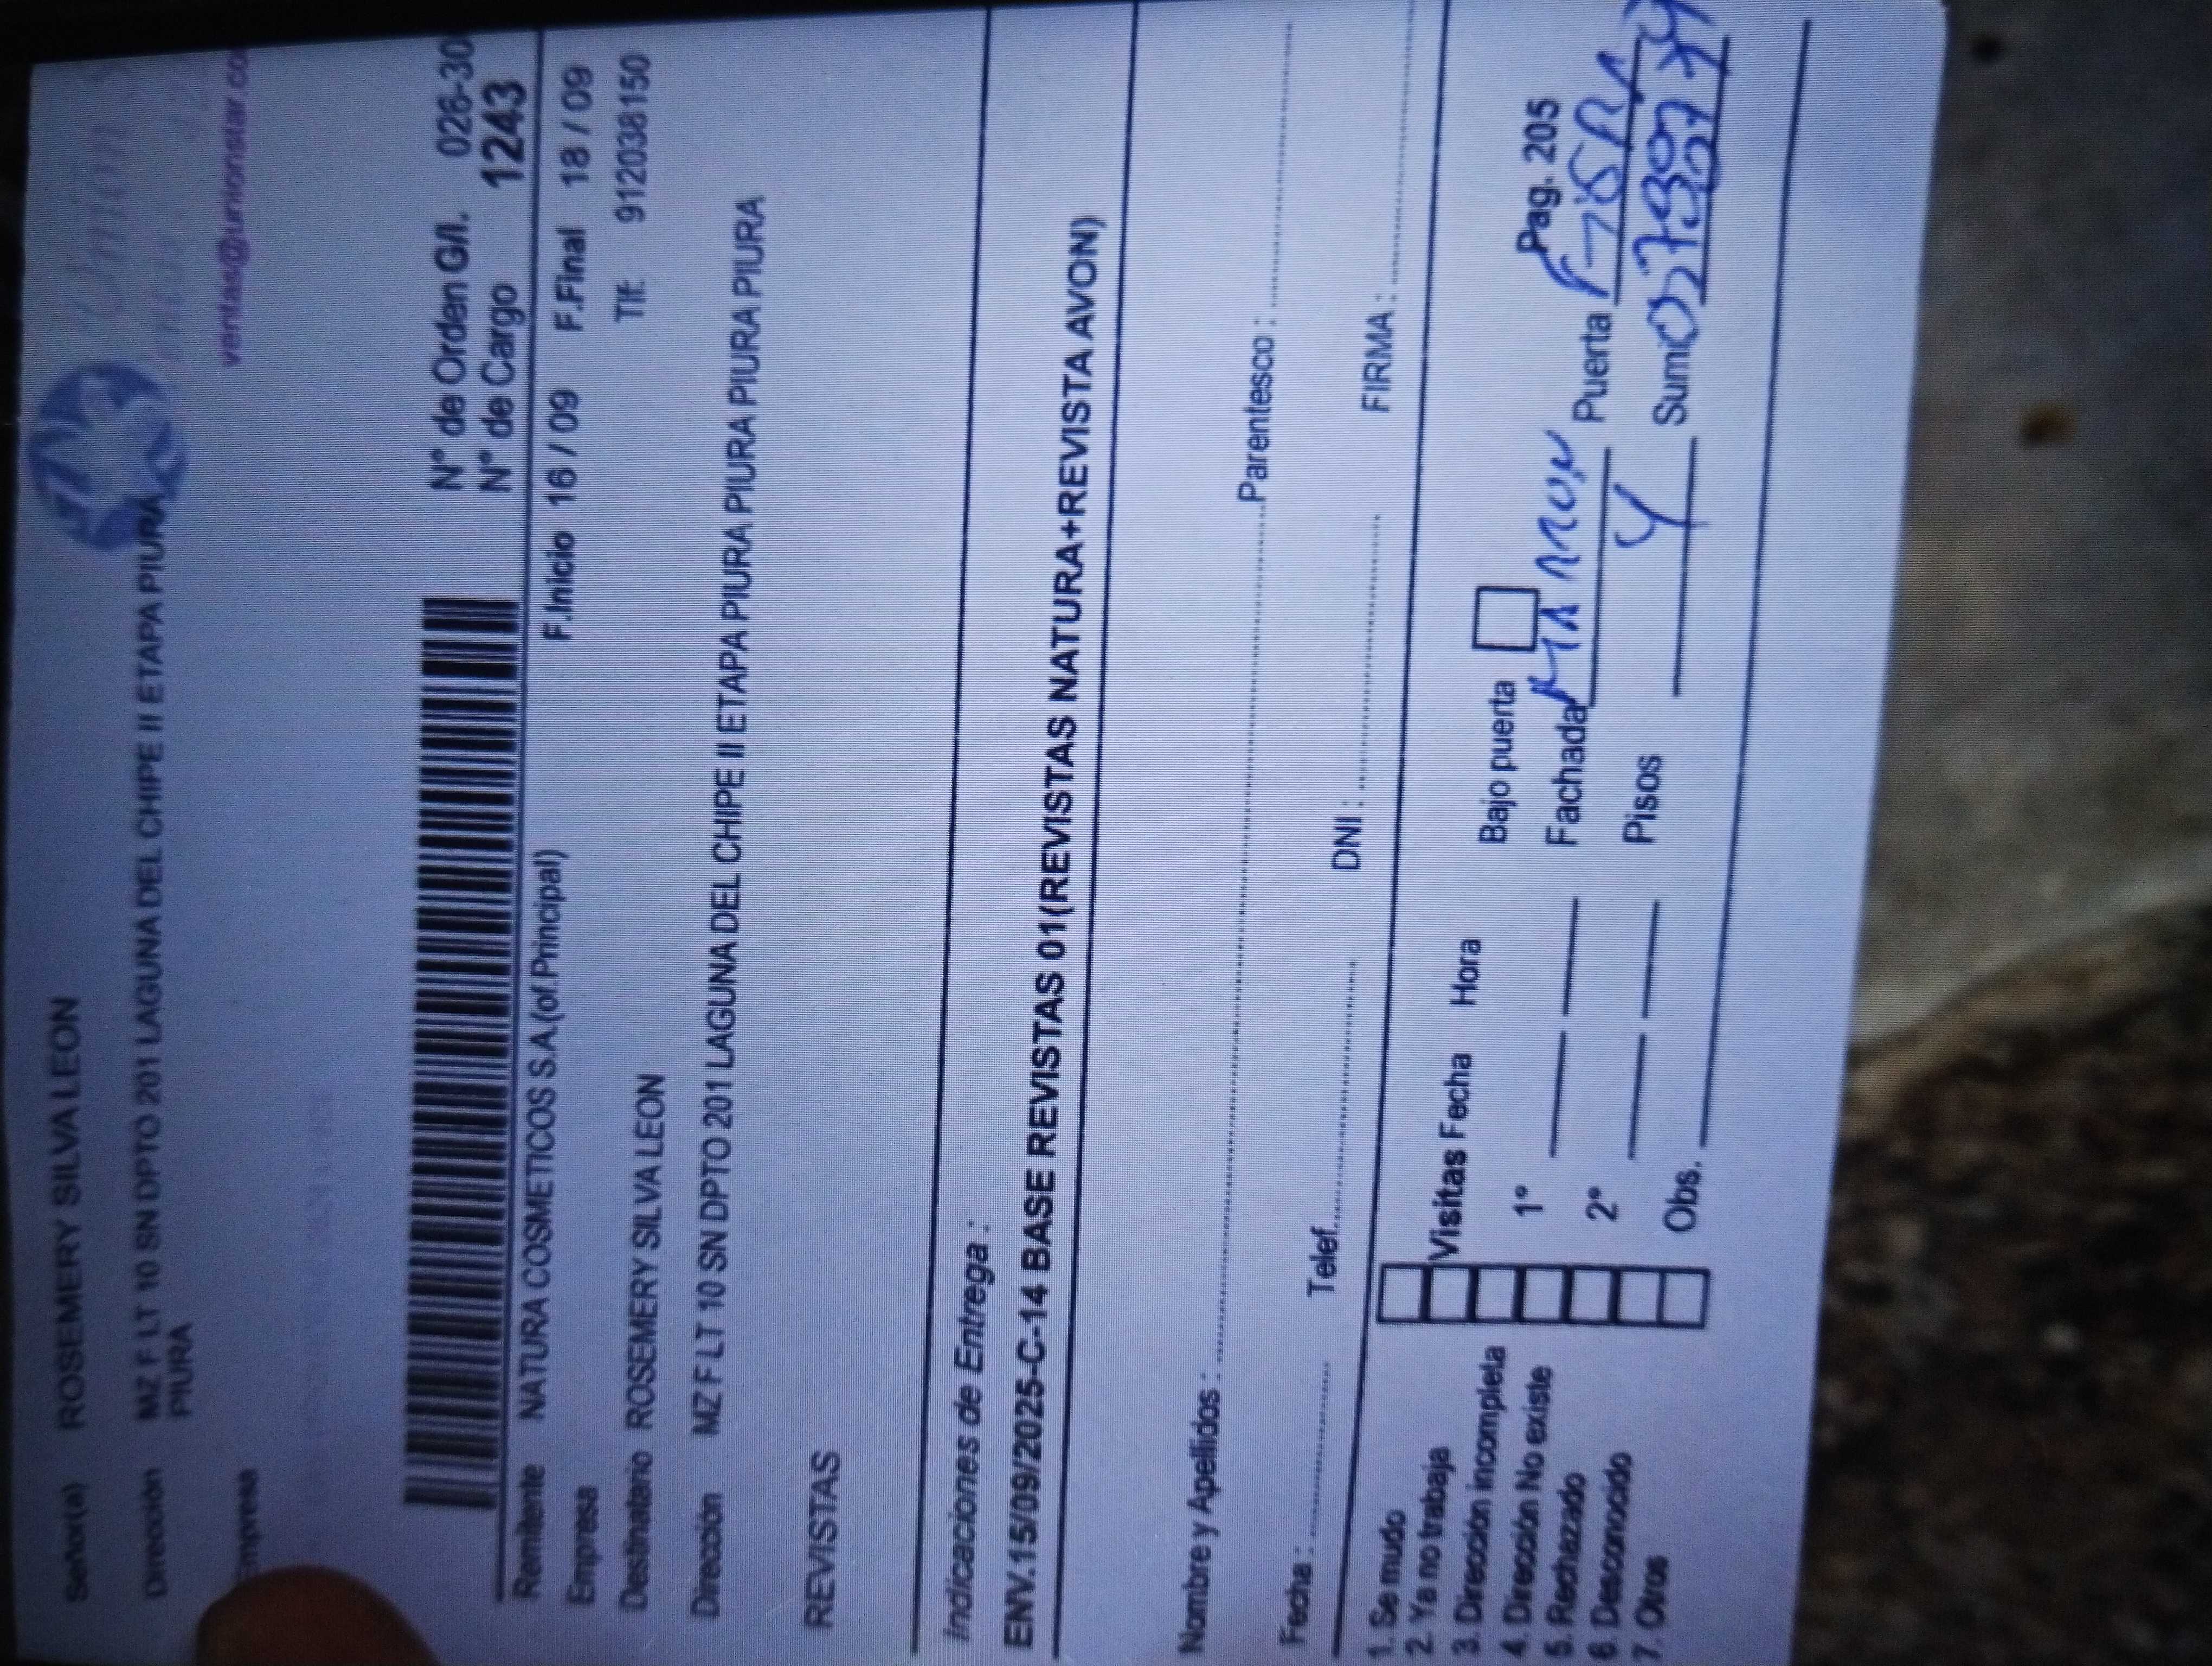 Señor(a) ROSEMERY SILVA LEON
Dirección MZ F LT 10 SN DPTO 201 LAGUNA DEL CHIPE II ETAPA PIURA
PIURA
Empresa
Union
ventas@unionstar.co
N° de Orden G/l. 026-30
N° de Cargo 1243
Remitente NATURA COSMETICOS S.A.(of.Principal)
F.Inicio 16 / 09 F.Final 18 / 09
Empresa
Destinatario ROSEMERY SILVA LEON
Tlf: 9120381​50
Dirección MZ F LT 10 SN DPTO 201 LAGUNA DEL CHIPE II ETAPA PIURA PIURA PIURA PIURA
REVISTAS
Indicaciones de Entrega :
ENV.15/09/2025-C-14 BASE REVISTAS 01(REVISTAS NATURA+REVISTA AVON)
Nombre y Apellidos : Parentesco :
Fecha : Telef. DNI : FIRMA :
1. Se mudo
2. Ya no trabaja
3. Dirección incompleta
4. Dirección No existe
5. Rechazado
6. Desconocido
7. Otros
Visitas Fecha Hora
1°
2°
Obs.
Bajo puerta Pag. 205
Fachada Puerta
Pisos 4 Sum